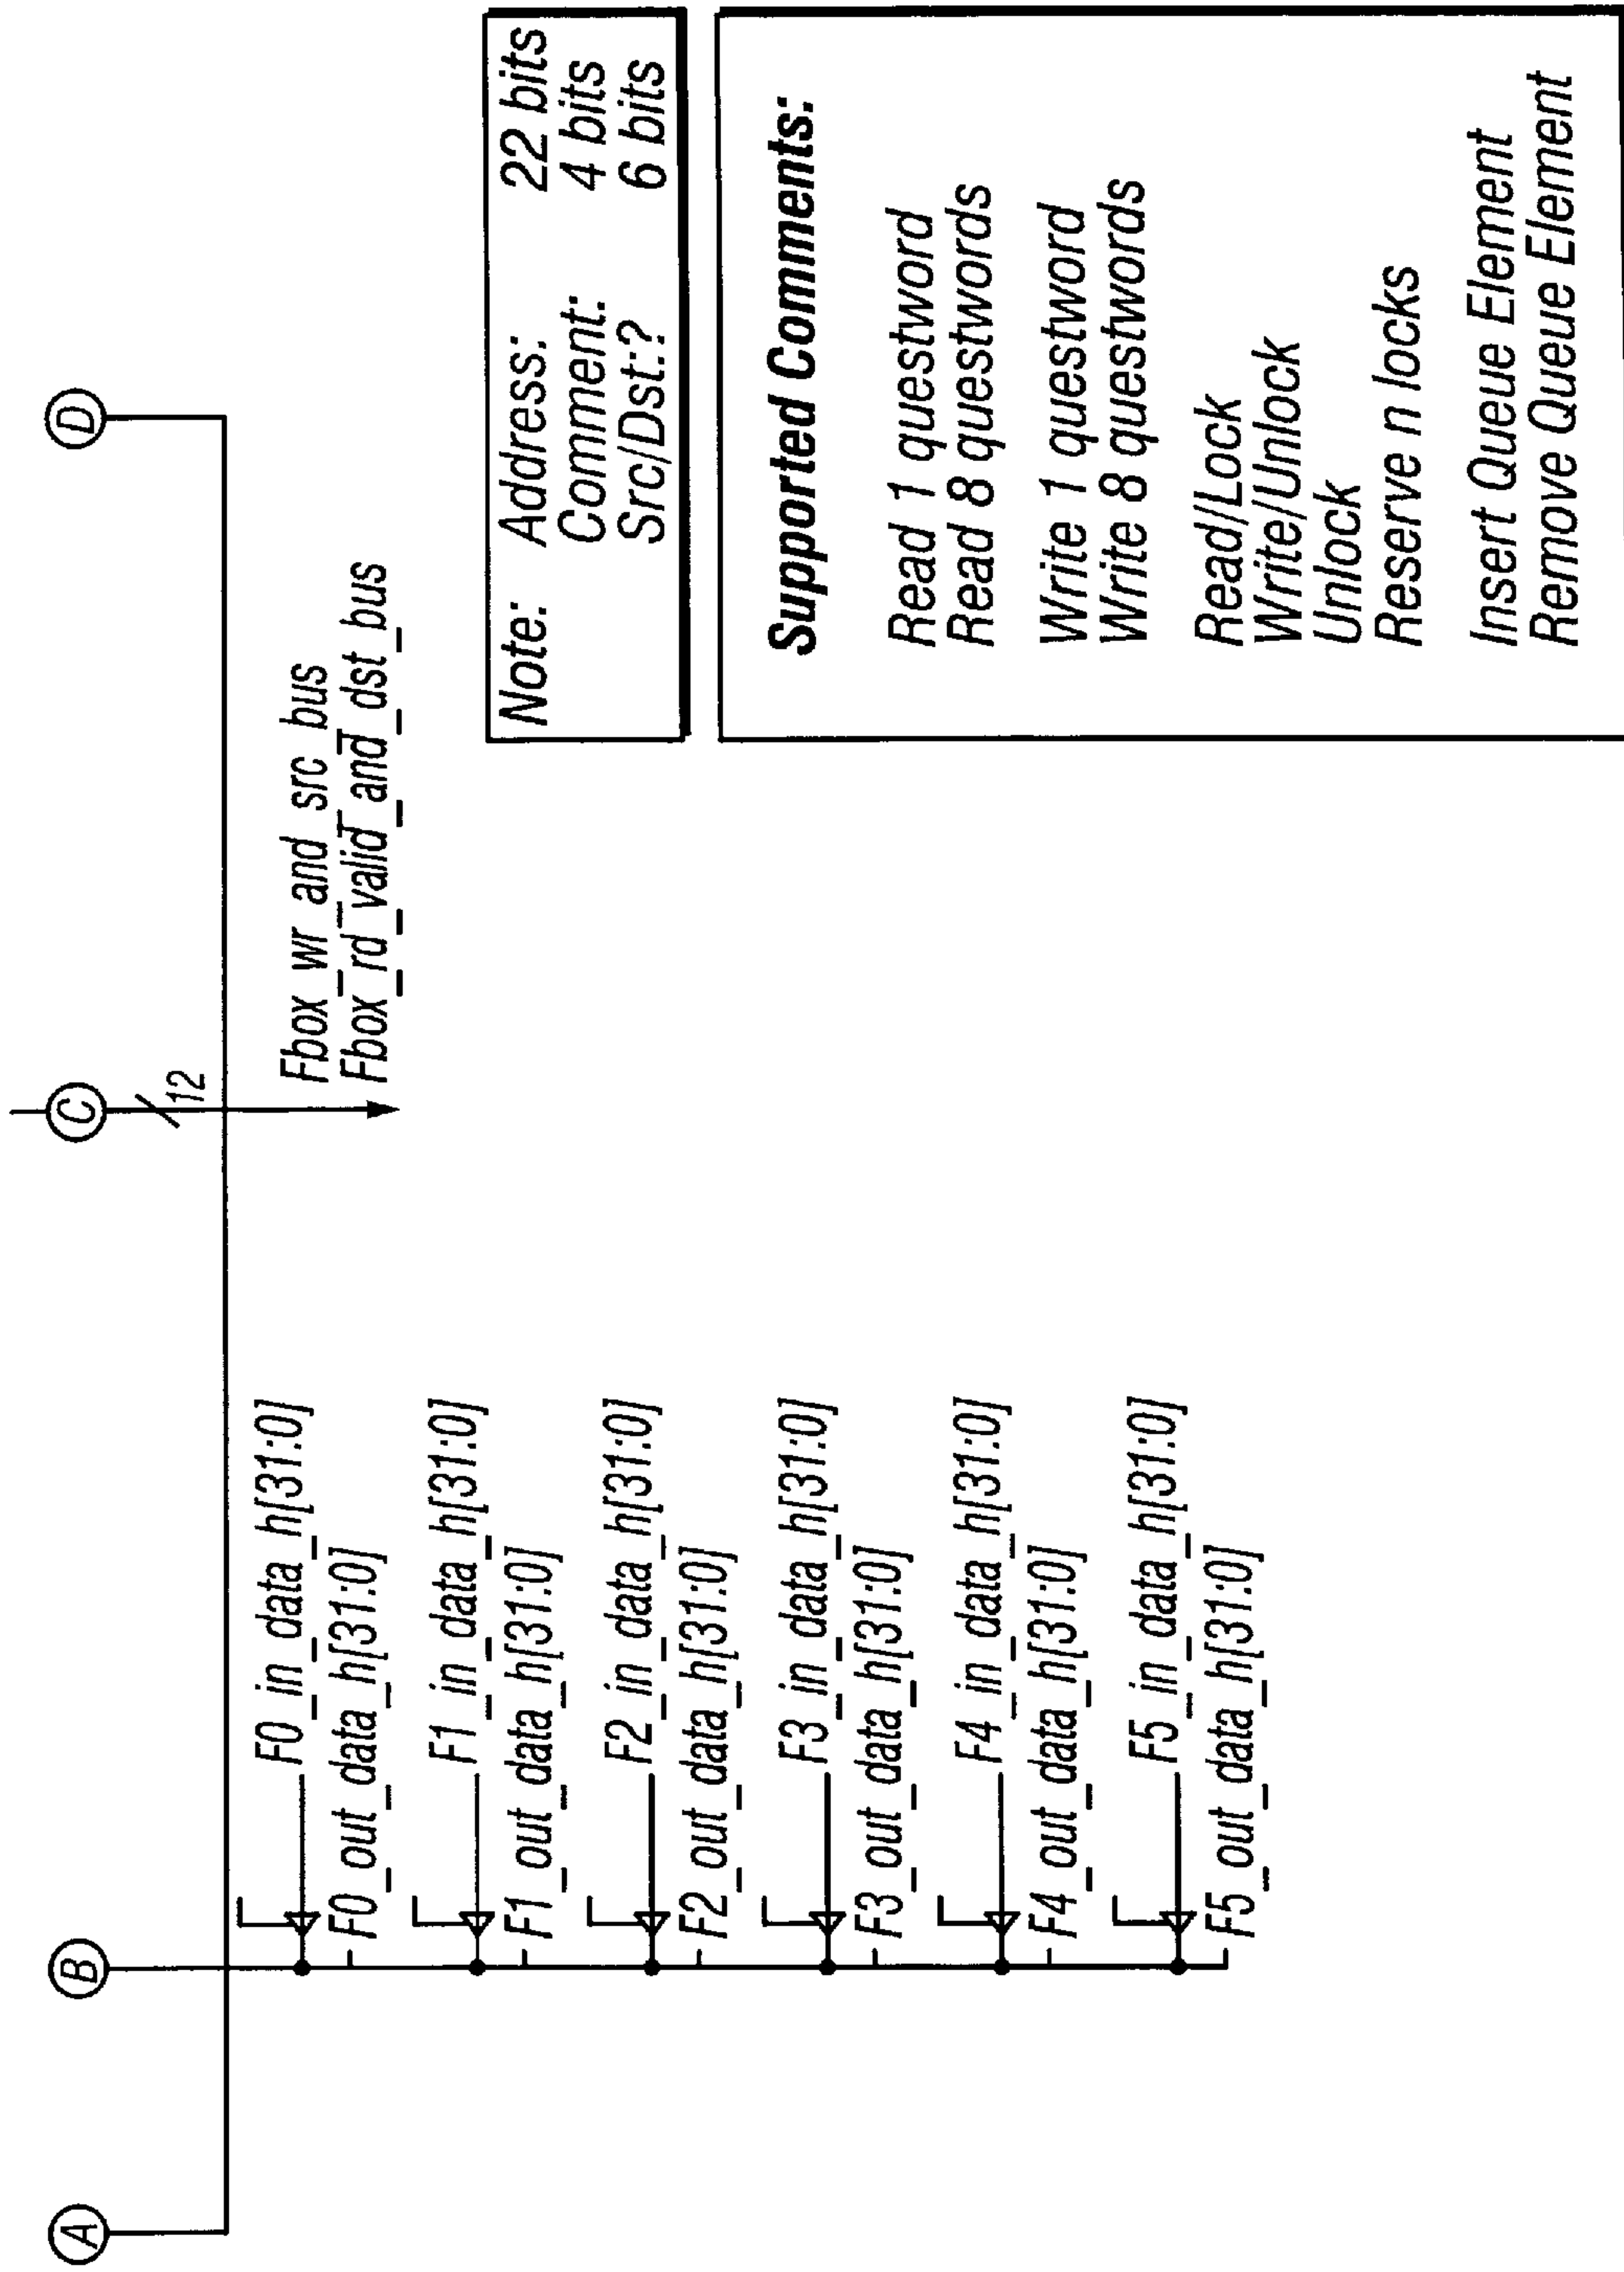 A
B
C
D
12
Fbox_wr_and_src_bus
Fbox_rd_valid_and_dst_bus
F0_in_data_h[31:0]
F0_out_data_h[31:0]
F1_in_data_h[31:0]
F1_out_data_h[31:0]
F2_in_data_h[31:0]
F2_out_data_h[31:0]
F3_in_data_h[31:0]
F3_out_data_h[31:0]
F4_in_data_h[31:0]
F4_out_data_h[31:0]
F5_in_data_h[31:0]
F5_out_data_h[31:0]
Note: Address: 22 bits
Comment: 4 bits
Src/Dst:? 6 bits
Supported Comments:
Read 1 questword
Read 8 questwords
Write 1 questword
Write 8 questwords
Read/Lock
Write/Unlock
Unlock
Reserve n locks
Insert Queue Element
Remove Queue Element